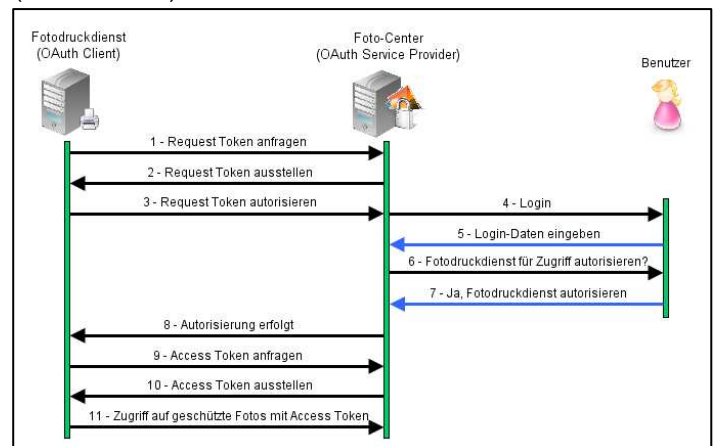 Fotodruckdienst
(OAuth Client)
Foto-Center
(OAuth Service Provider)
Benutzer
1 - Request Token anfragen
2 - Request Token ausstellen
3 - Request Token autorisieren
4 - Login
5 - Login-Daten eingeben
6 - Fotodruckdienst für Zugriff autorisieren?
7 - Ja, Fotodruckdienst autorisieren
8 - Autorisierung erfolgt
9 - Access Token anfragen
10 - Access Token ausstellen
11 - Zugriff auf geschützte Fotos mit Access Token